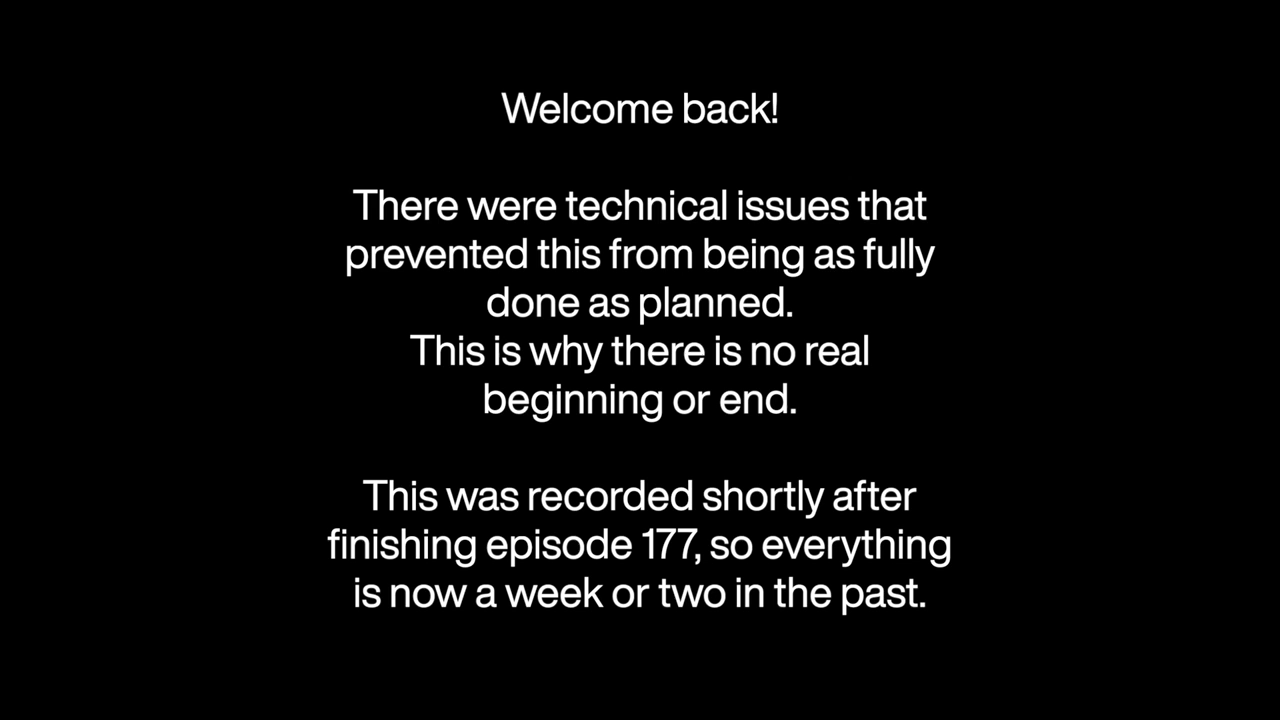 Welcome back!
There were technical issues that
prevented this from being as fully
done as planned.
This is why there is no real
beginning or end.
This was recorded shortly after
finishing episode 177, so everything
is now a week or two in the past.